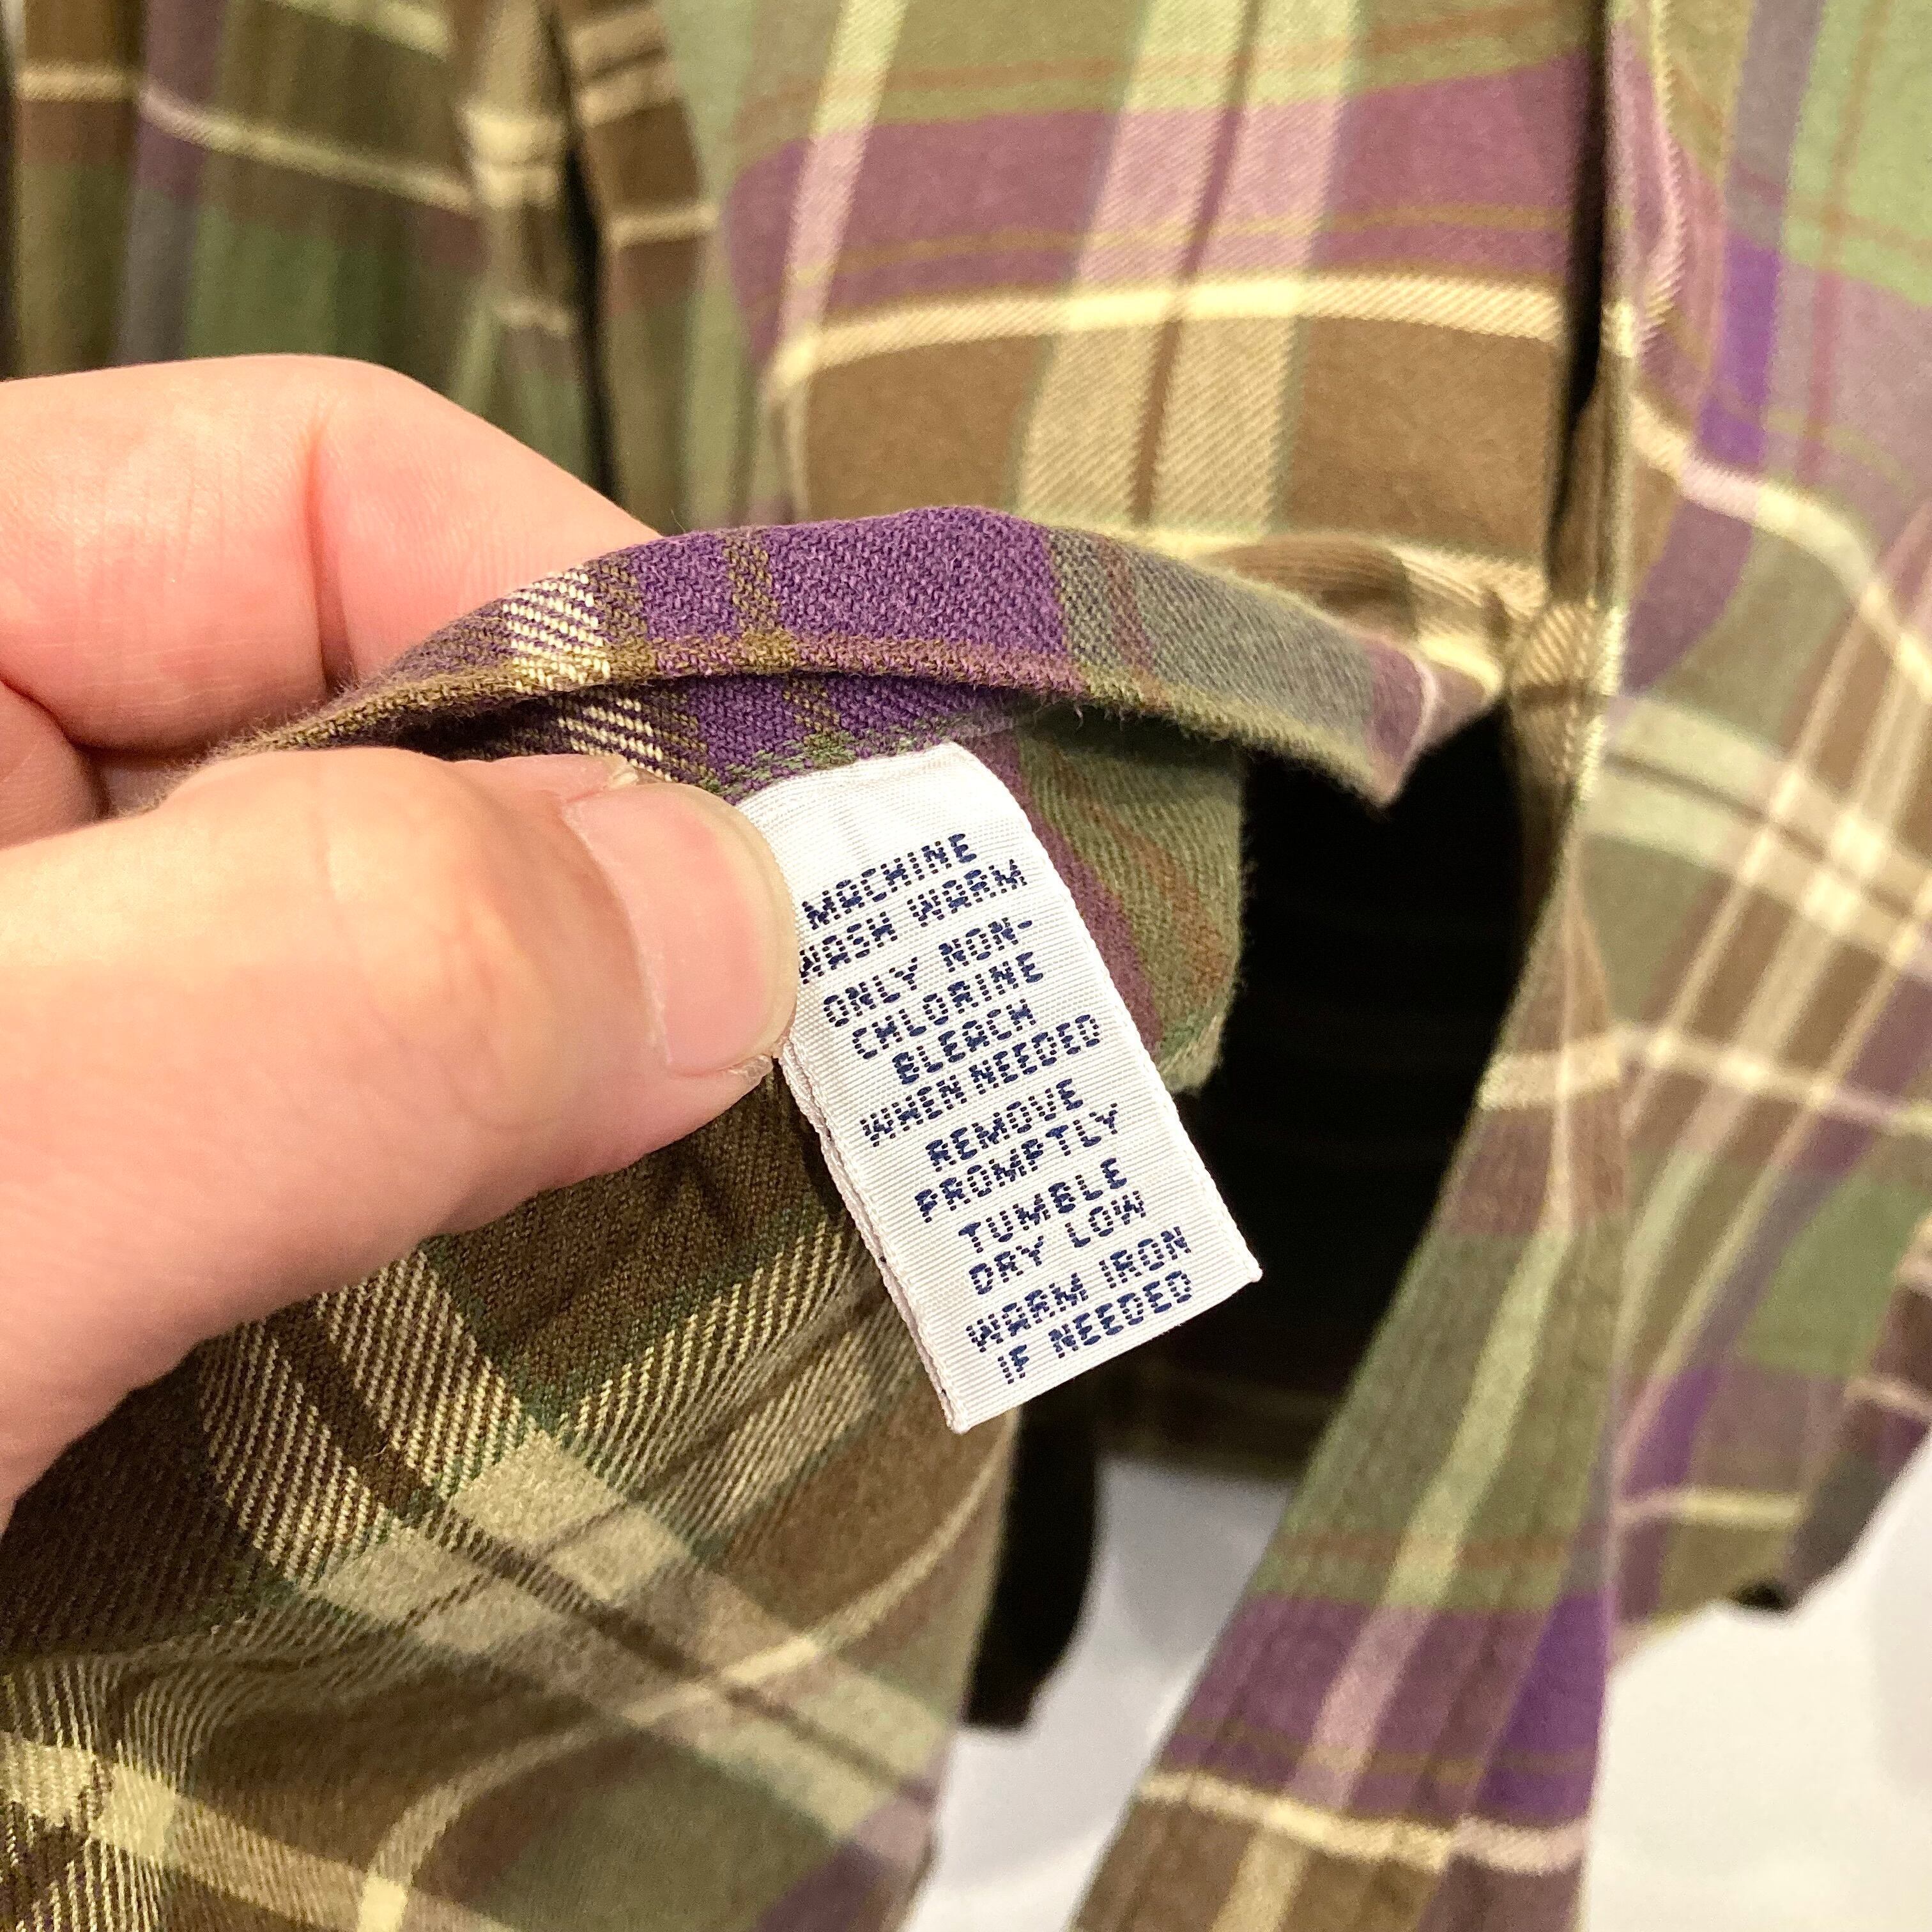 MACHINE
WASH WARM
ONLY NON-
CHLORINE
BLEACH
WHEN NEEDED
REMOVE
PROMPTLY
TUMBLE
DRY LOW
WARM IRON
IF NEEDED